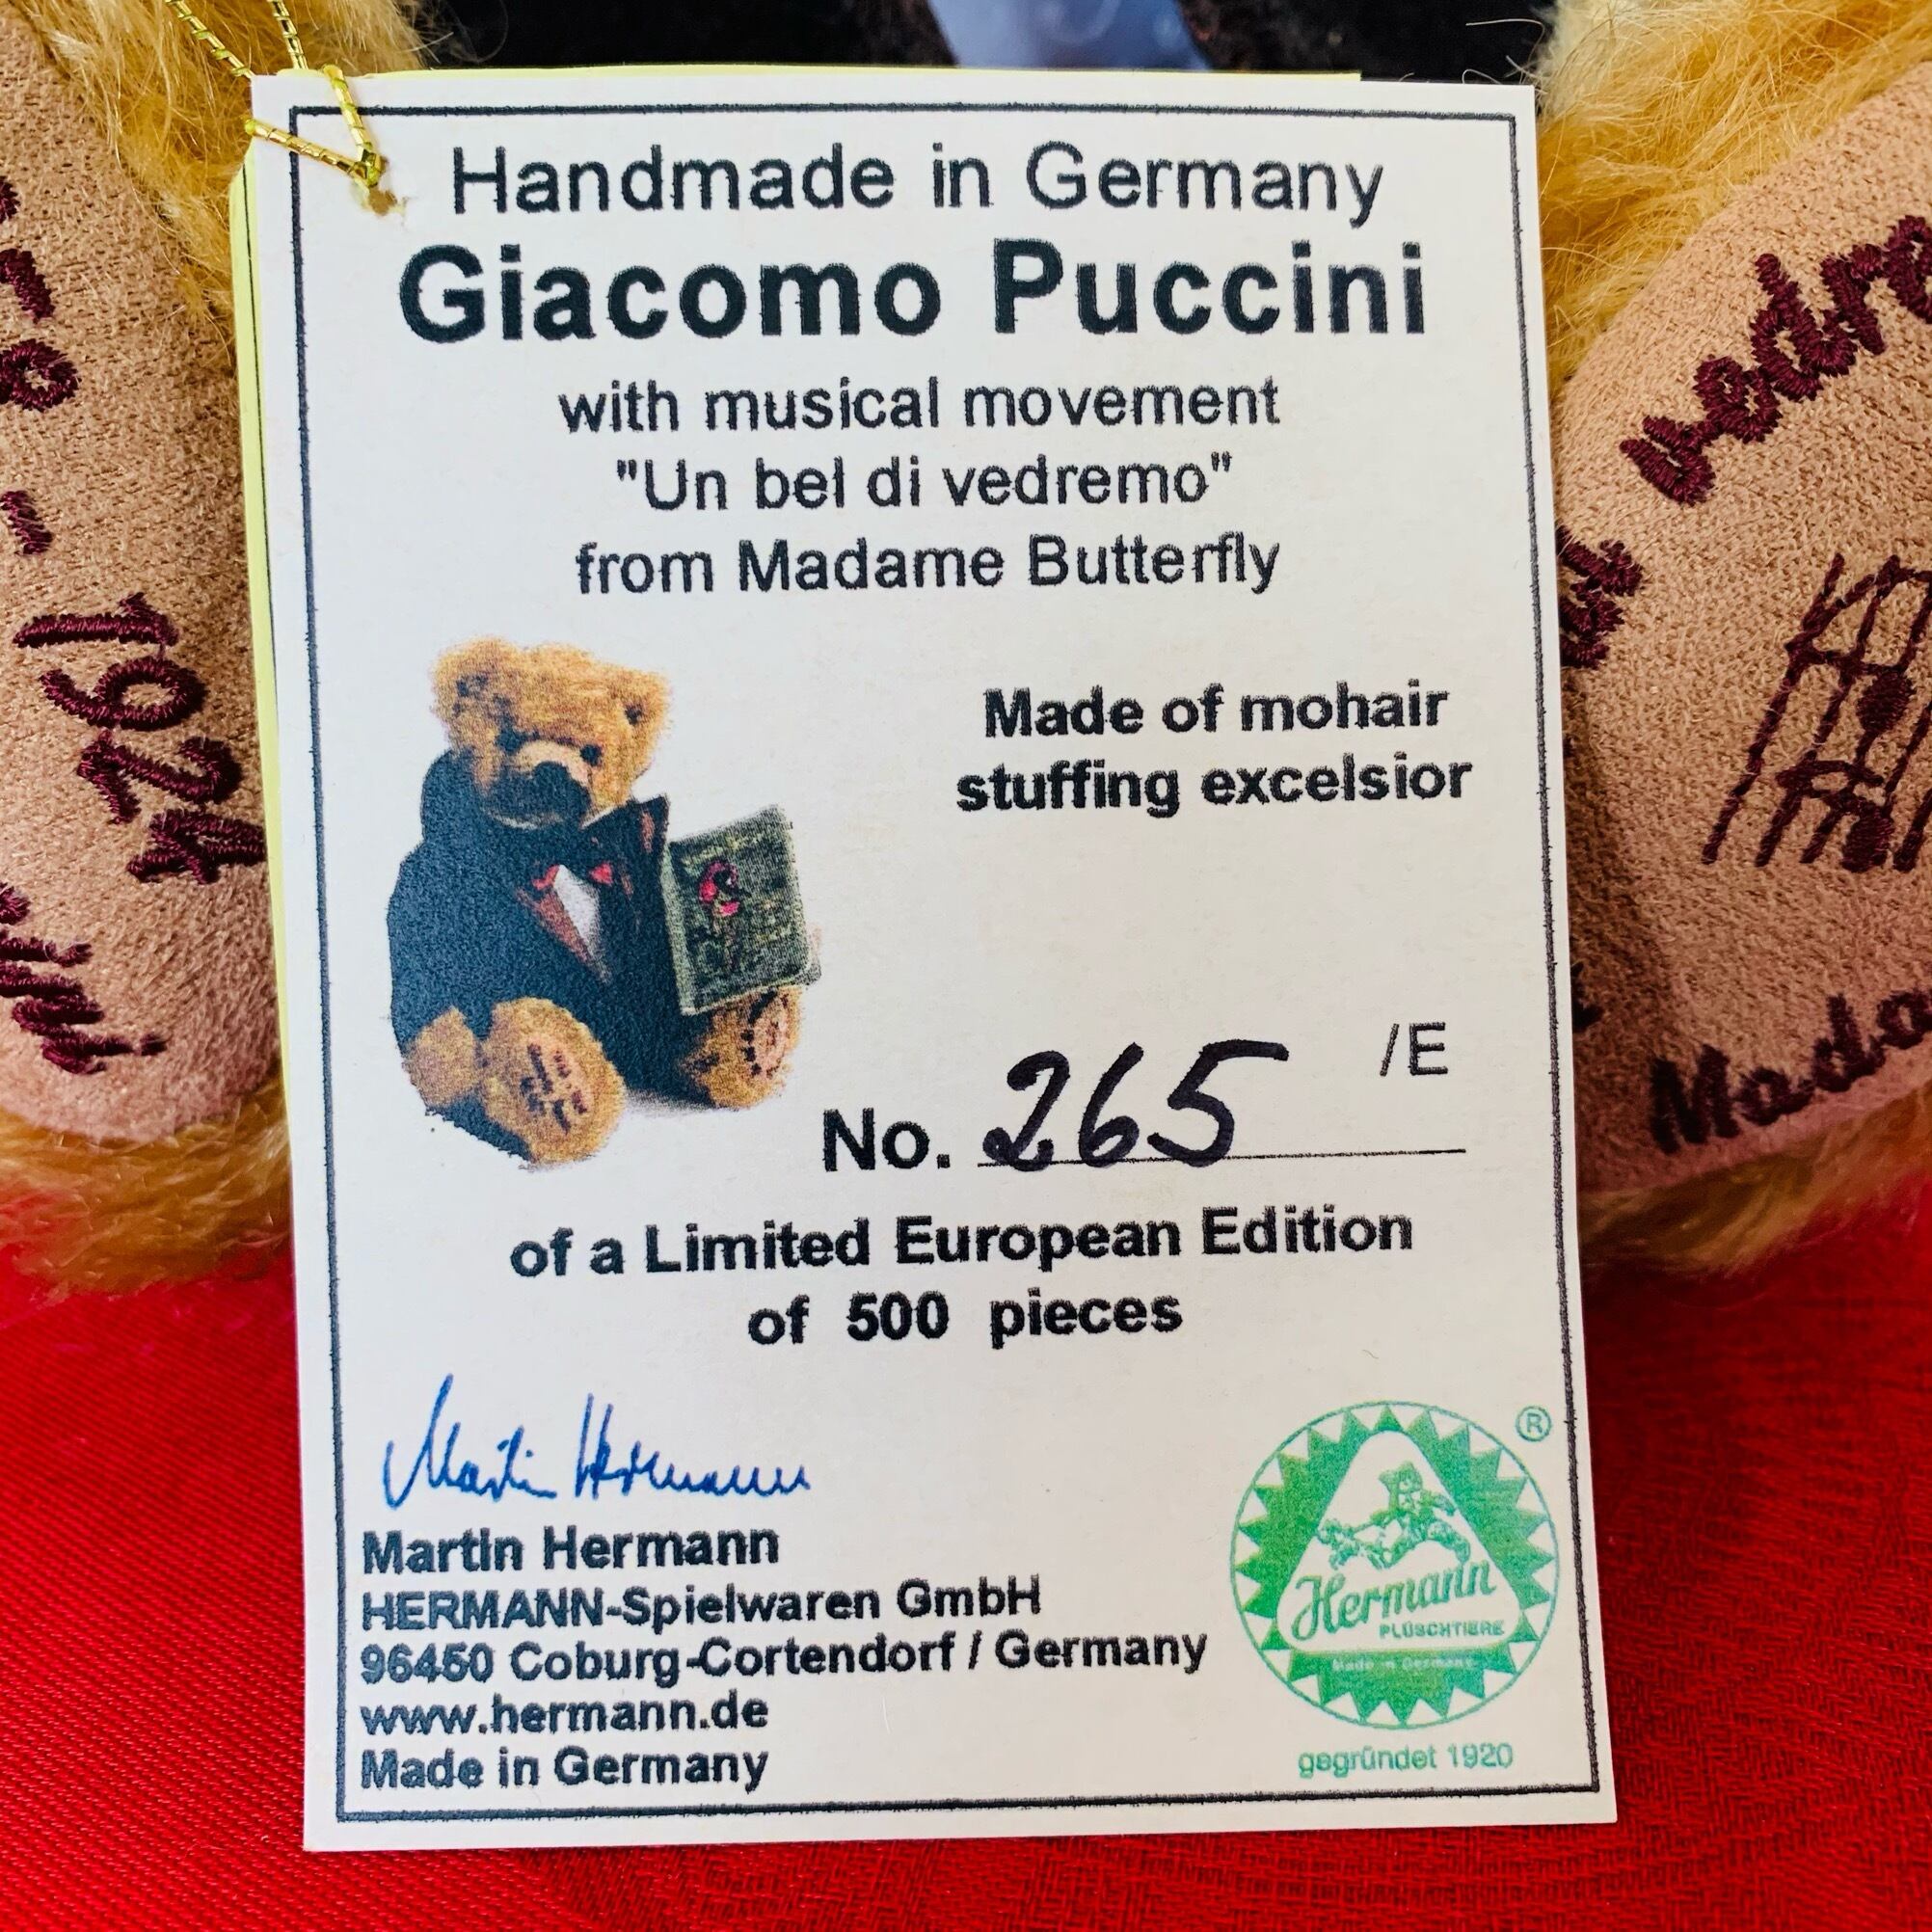 Handmade in Germany
Giacomo Puccini
with musical movement
"Un bel di vedremo"
from Madame Butterfly
Made of mohair
stuffing excelsior
No. 265 /E
of a Limited European Edition
of 500 pieces
Martin Hermann
Martin Hermann
HERMANN-Spielwaren GmbH
96450 Coburg-Cortendorf / Germany
www.hermann.de
Made in Germany
®
Hermann
PLÜSCHTIERE
Made in Germany
gegründet 1920
- 1924